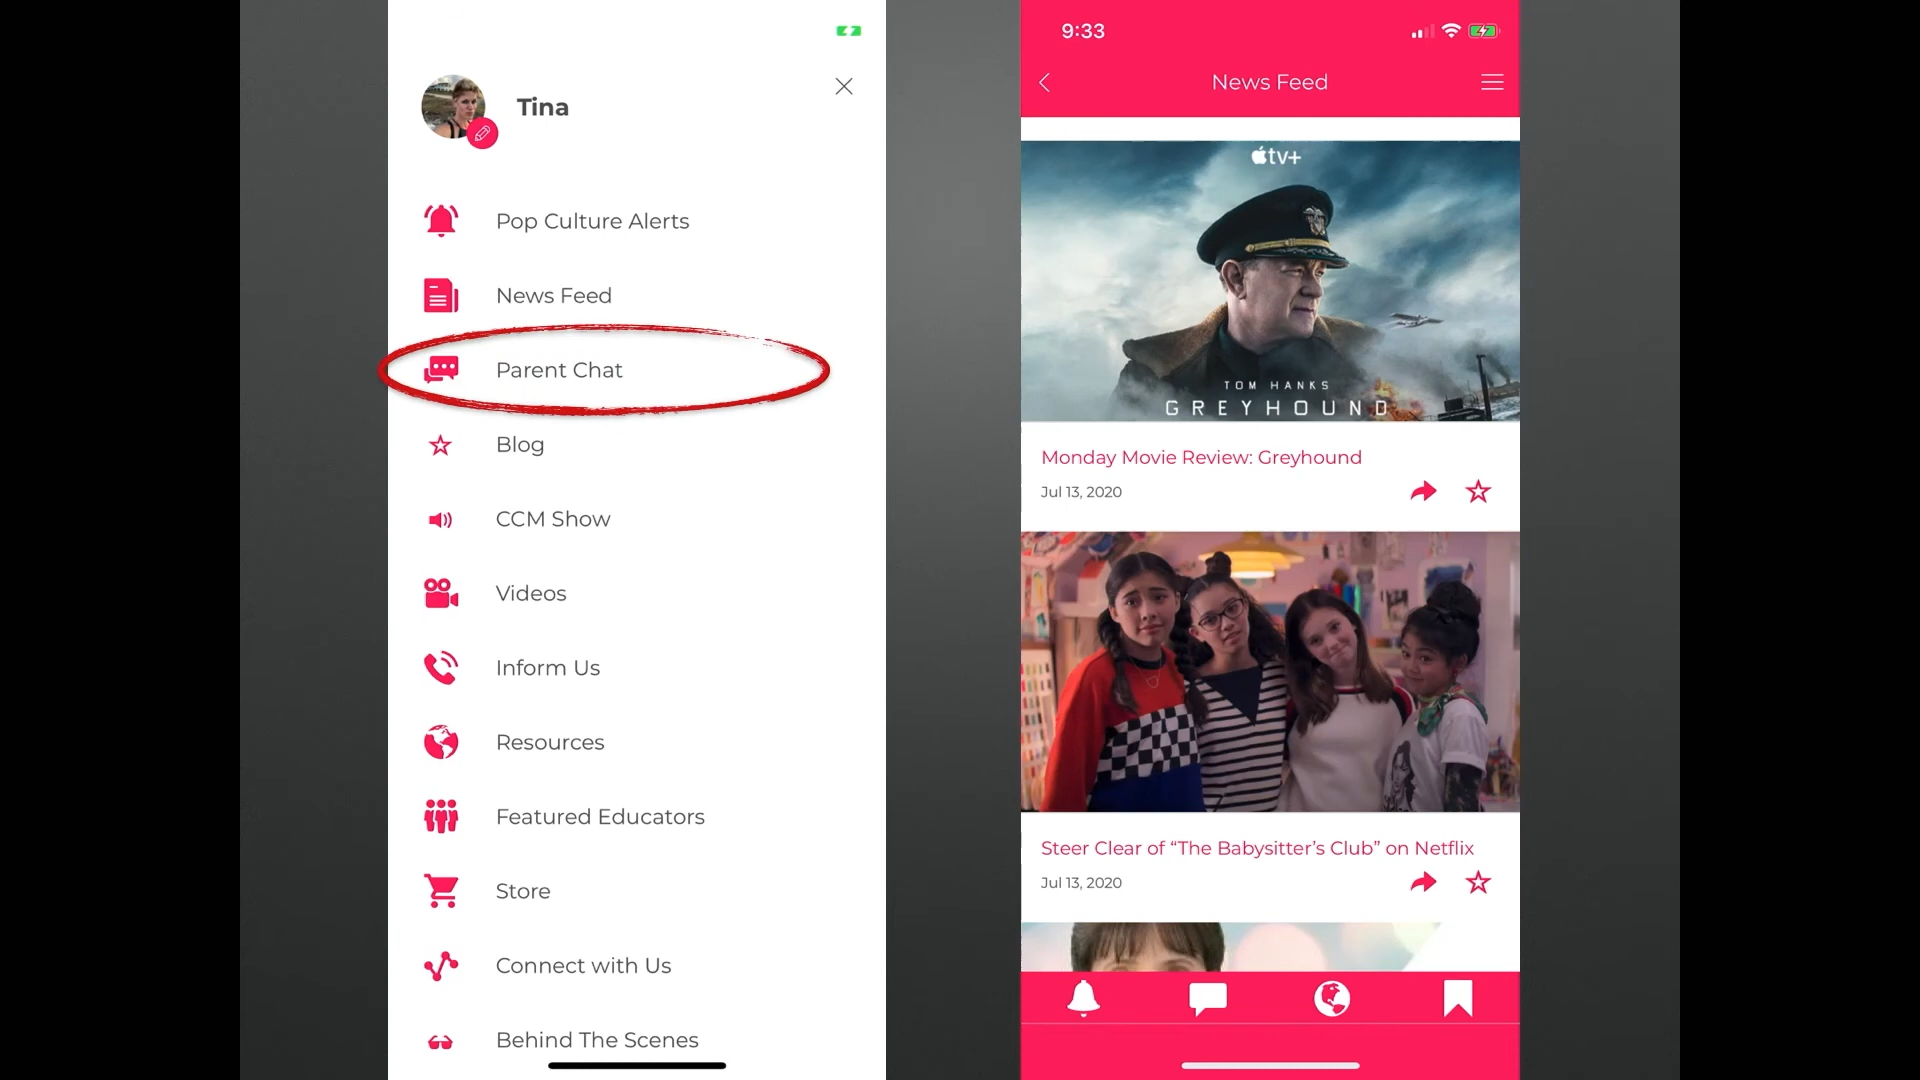 Tina
Pop Culture Alerts
News Feed
Parent Chat
Blog
CCM Show
Videos
Inform Us
Resources
Featured Educators
Store
Connect with Us
Behind The Scenes
9:33
News Feed
tv+
TOM HANKS
GREYHOUND
Monday Movie Review: Greyhound
Jul 13, 2020
Steer Clear of “The Babysitter’s Club” on Netflix
Jul 13, 2020